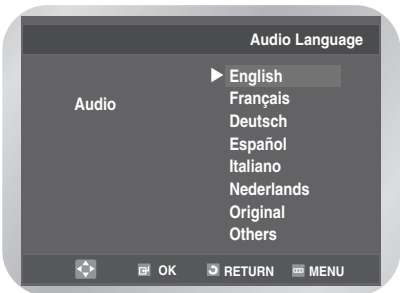 Audio Language
Audio
English
Français
Deutsch
Español
Italiano
Nederlands
Original
Others
OK RETURN MENU